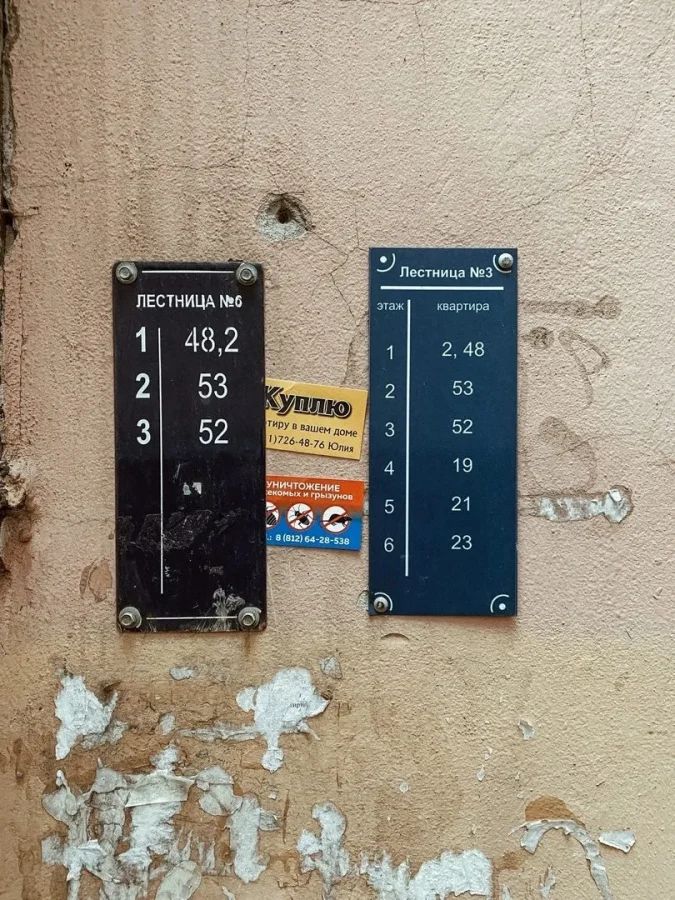 ЛЕСТНИЦА №6
1 48,2
2 53
3 52
Куплю
тиру в вашем доме
1)726-48-76 Юлия
УНИЧТОЖЕНИЕ
екомых и грызунов
.: 8 (812) 64-28-538
Лестница №3
этаж квартира
1 2, 48
2 53
3 52
4 19
5 21
6 23